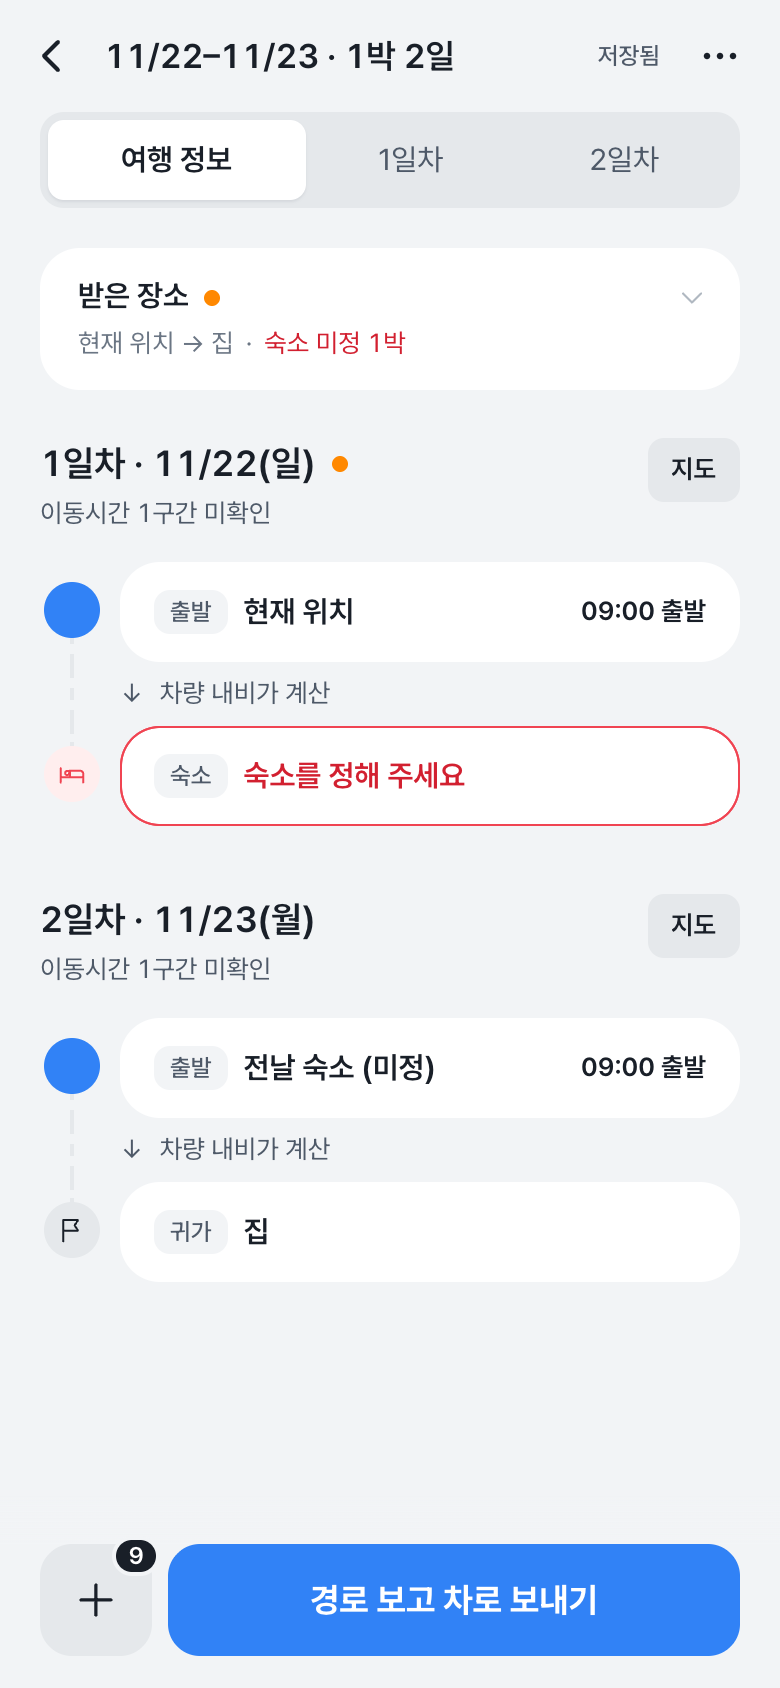 11/22–11/23 · 1박 2일
저장됨
여행 정보
1일차
2일차
받은 장소
현재 위치 → 집 · 숙소 미정 1박
1일차 · 11/22(일)
지도
이동시간 1구간 미확인
출발 현재 위치 09:00 출발
↓ 차량 내비가 계산
숙소 숙소를 정해 주세요
2일차 · 11/23(월)
지도
이동시간 1구간 미확인
출발 전날 숙소 (미정) 09:00 출발
↓ 차량 내비가 계산
귀가 집
9
경로 보고 차로 보내기